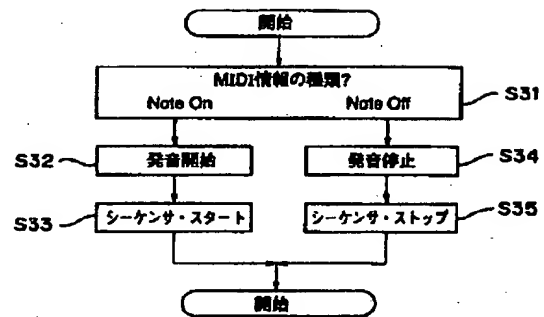 開始
MIDI情報の種類?
Note On Note Off
S31
S32
発音開始
発音停止
S34
S33
シーケンサ・スタート
シーケンサ・ストップ
S35
開始